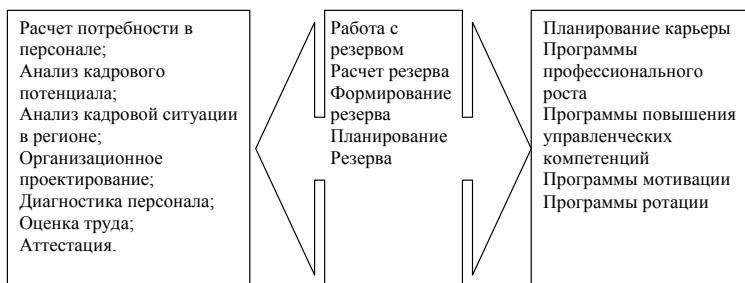 Расчет потребности в
персонале;
Анализ кадрового
потенциала;
Анализ кадровой ситуации
в регионе;
Организационное
проектирование;
Диагностика персонала;
Оценка труда;
Аттестация.
Работа с
резервом
Расчет резерва
Формирование
резерва
Планирование
Резерва
Планирование карьеры
Программы
профессионального
роста
Программы повышения
управленческих
компетенций
Программы мотивации
Программы ротации